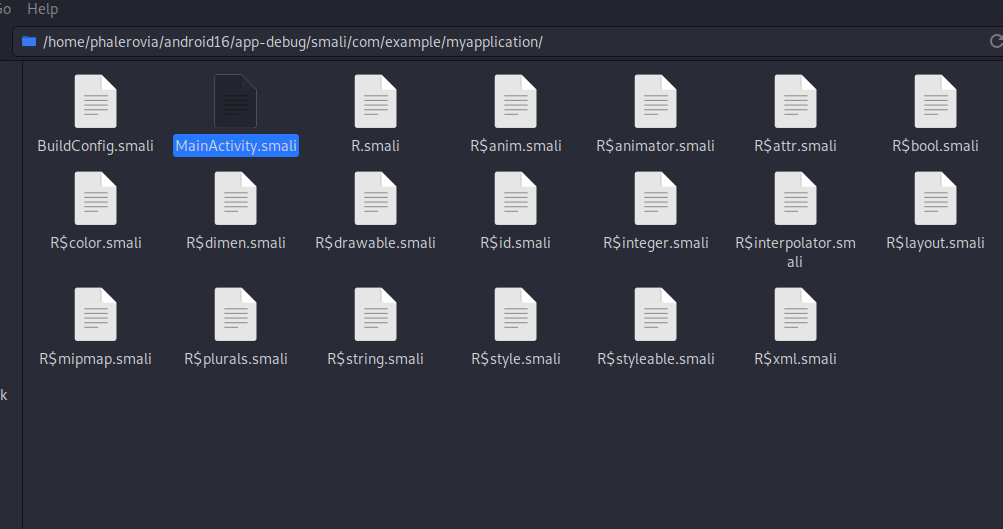 Go Help
/home/phalerovia/android16/app-debug/smali/com/example/myapplication/
BuildConfig.smali MainActivity.smali R.smali R$anim.smali R$animator.smali R$attr.smali R$bool.smali
R$color.smali R$dimen.smali R$drawable.smali R$id.smali R$integer.smali R$interpolator.sm R$layout.smali
ali
R$mipmap.smali R$plurals.smali R$string.smali R$style.smali R$styleable.smali R$xml.smali
k